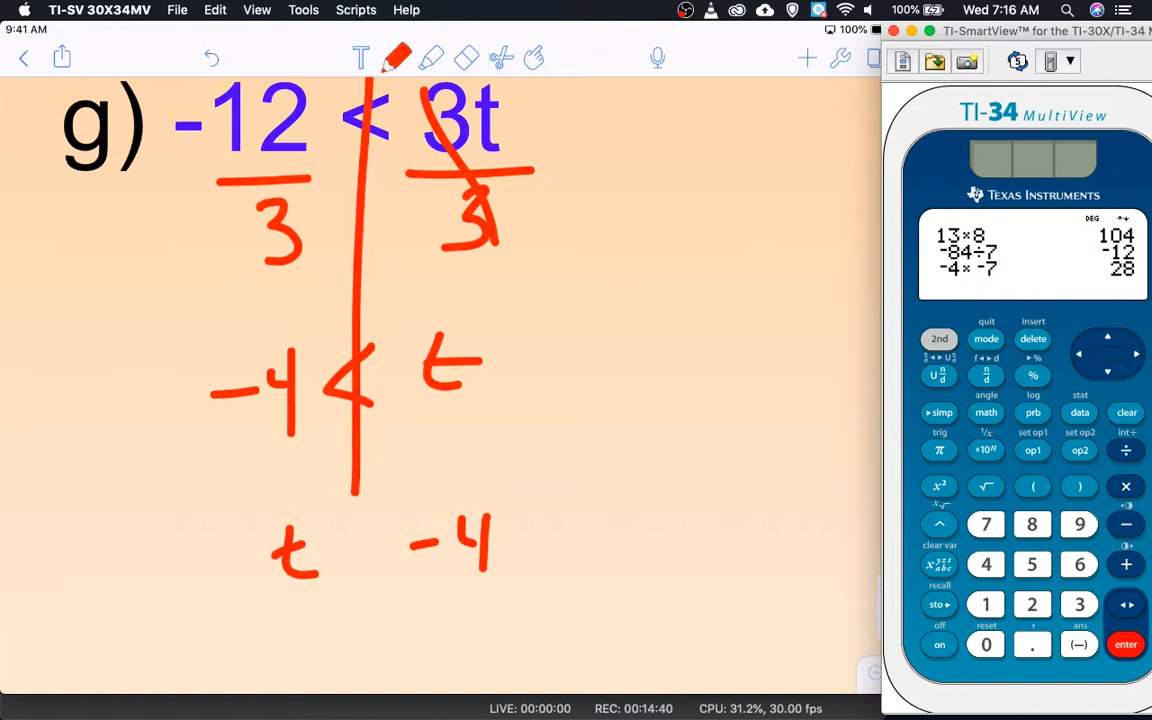 TI-SV 30X34MV File Edit View Tools Scripts Help 100% Wed 7:16 AM
9:41 AM 100%
TI-SmartView™ for the TI-30X/TI-34 M
g) -12 < 3t
3 3
-4 < t
t -4
TI-34 MultiView
TEXAS INSTRUMENTS
DEG
13×8 104
-84÷7 -12
-4× -7 28
quit insert
2nd mode delete
◄►U n/d f◄►d ►%
U n/d n/d %
angle log stat
►simp math prb data clear
trig ¹/x set op1 set op2 int÷
π ×10ⁿ op1 op2 ÷
x² √ ( ) ×
ˣ√
^ 7 8 9 −
clear var
x yzt abc 4 5 6 +
recall
sto► 1 2 3 ◄►
off reset , ans
on 0 . (−) enter
LIVE: 00:00:00 REC: 00:14:40 CPU: 31.2%, 30.00 fps